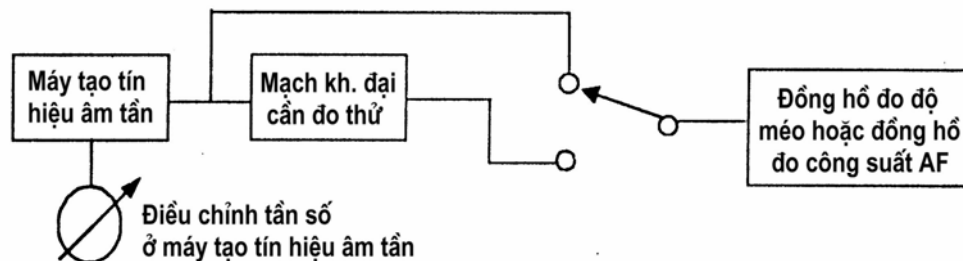 Máy tạo tín
hiệu âm tần
Mạch kh. đại
cần đo thử
Đồng hồ đo độ
méo hoặc đồng hồ
đo công suất AF
Điều chỉnh tần số
ở máy tạo tín hiệu âm tần